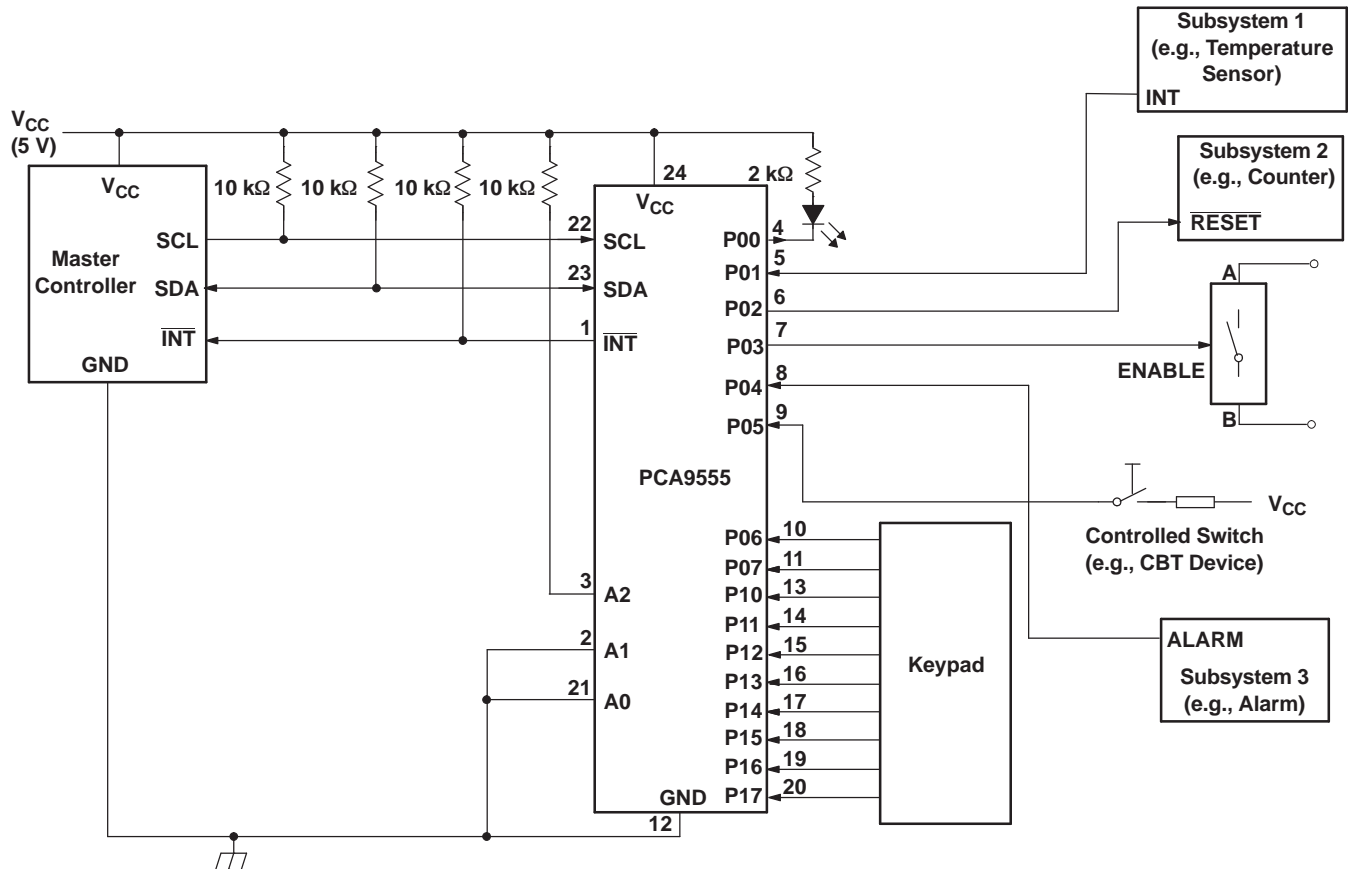 Subsystem 1
(e.g., Temperature
Sensor)
INT
VCC
(5 V)
VCC
Master
Controller
SCL
SDA
INT
GND
10 kΩ
10 kΩ
10 kΩ
10 kΩ
24
2 kΩ
VCC
22
SCL
23
SDA
1
INT
3
A2
2
A1
21
A0
PCA9555
GND
12
P00
4
P01
5
P02
6
P03
7
P04
8
P05
9
P06
10
P07
11
P10
13
P11
14
P12
15
P13
16
P14
17
P15
18
P16
19
P17
20
Subsystem 2
(e.g., Counter)
RESET
A
ENABLE
B
VCC
Controlled Switch
(e.g., CBT Device)
Keypad
ALARM
Subsystem 3
(e.g., Alarm)